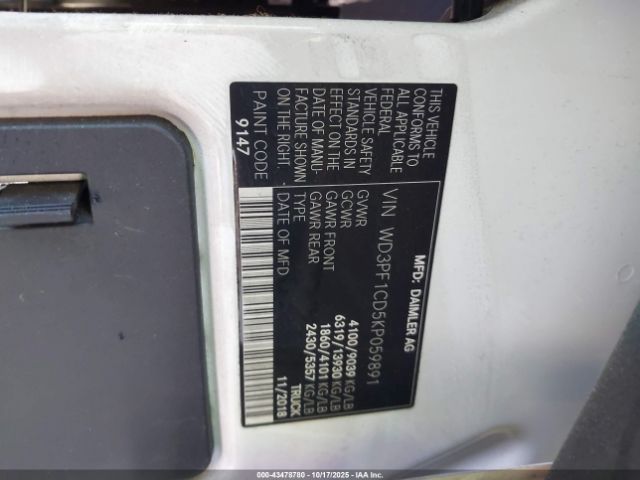 MFD: DAIMLER AG
VIN WD3PF1CD5KP059891
THIS VEHICLE
CONFORMS TO
ALL APPLICABLE
FEDERAL
VEHICLE SAFETY
STANDARDS IN
EFFECT ON THE
DATE OF MANU-
FACTURE SHOWN
ON THE RIGHT
PAINT CODE
9147
GVWR 4100/9039 KG/LB
GCWR 6319/13930 KG/LB
GAWR FRONT 1860/4101 KG/LB
GAWR REAR 2430/5357 KG/LB
TYPE TRUCK
DATE OF MFD 11/2018
000-43478780 - 10/17/2025 - IAAI.com